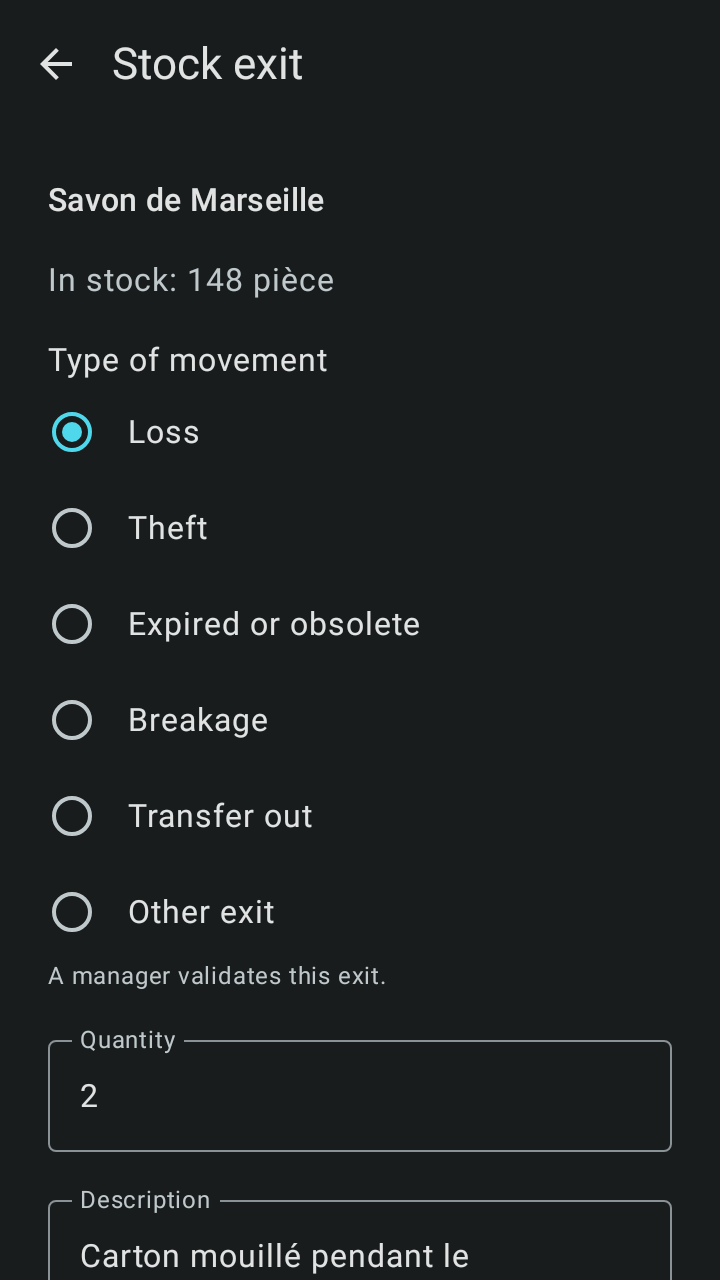 Stock exit
Savon de Marseille
In stock: 148 pièce
Type of movement
Loss
Theft
Expired or obsolete
Breakage
Transfer out
Other exit
A manager validates this exit.
Quantity
2
Description
Carton mouillé pendant le